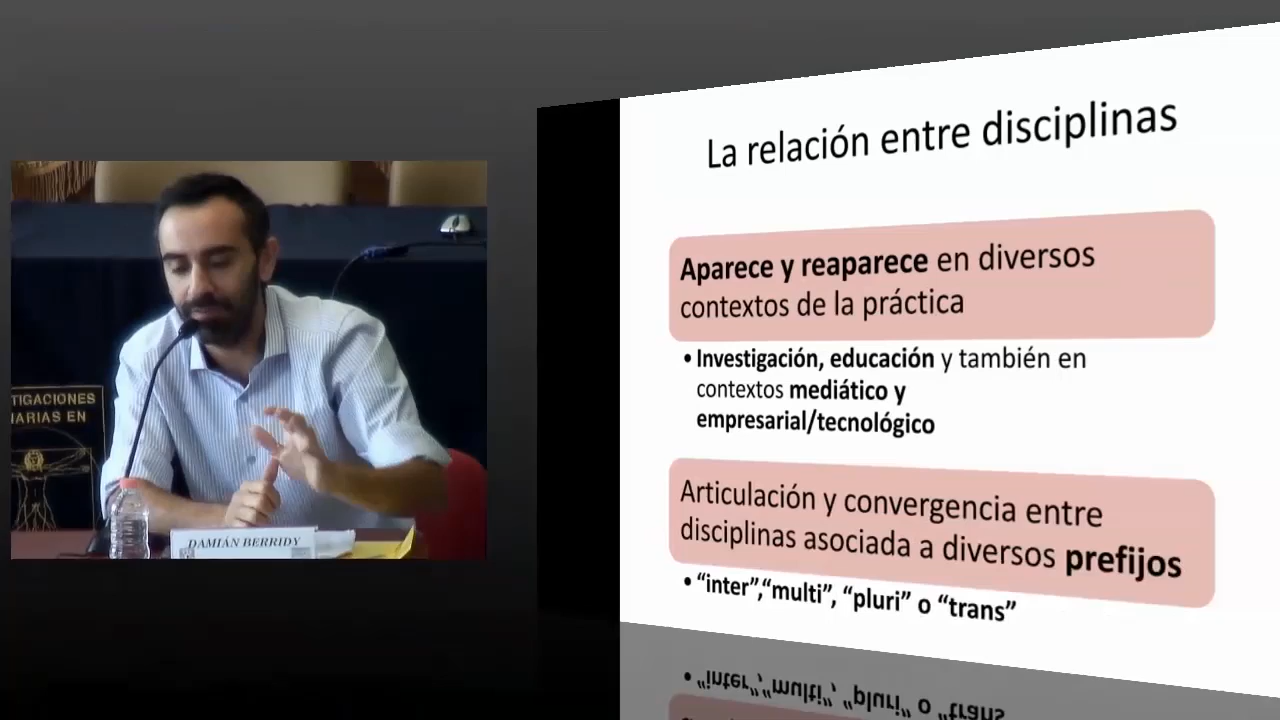 TIGACIONES
ARIAS EN
DAMIÁN BERRIDY
La relación entre disciplinas
Aparece y reaparece en diversos
contextos de la práctica
• Investigación, educación y también en
contextos mediático y
empresarial/tecnológico
Articulación y convergencia entre
disciplinas asociada a diversos prefijos
• “inter”,“multi”, “pluri” o “trans”